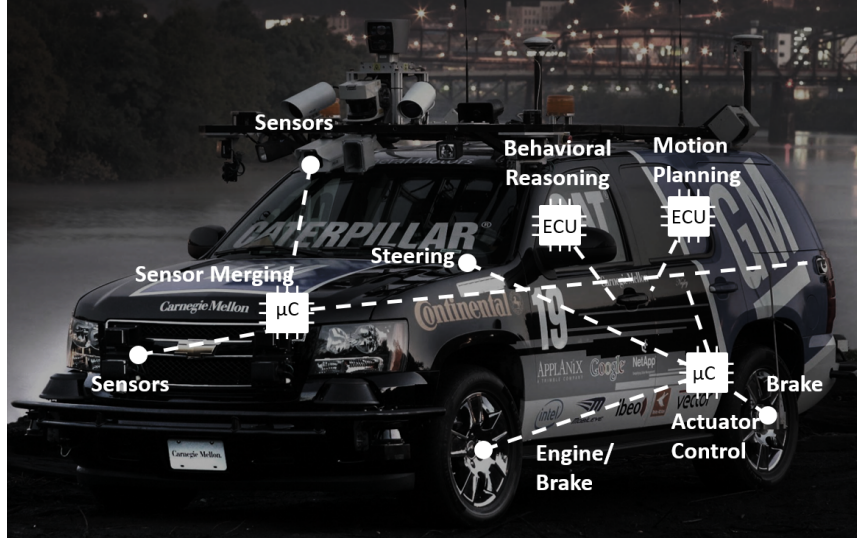 Sensors
Behavioral
Reasoning
Motion
Planning
ECU
ECU
CATERPILLAR®
GM
Steering
Sensor Merging
µC
Carnegie Mellon
Continental
19
APPLANIX
Google
NetApp
µC
Sensors
Brake
intel
ibeo
vector
Actuator
Control
Engine/
Brake
Carnegie Mellon